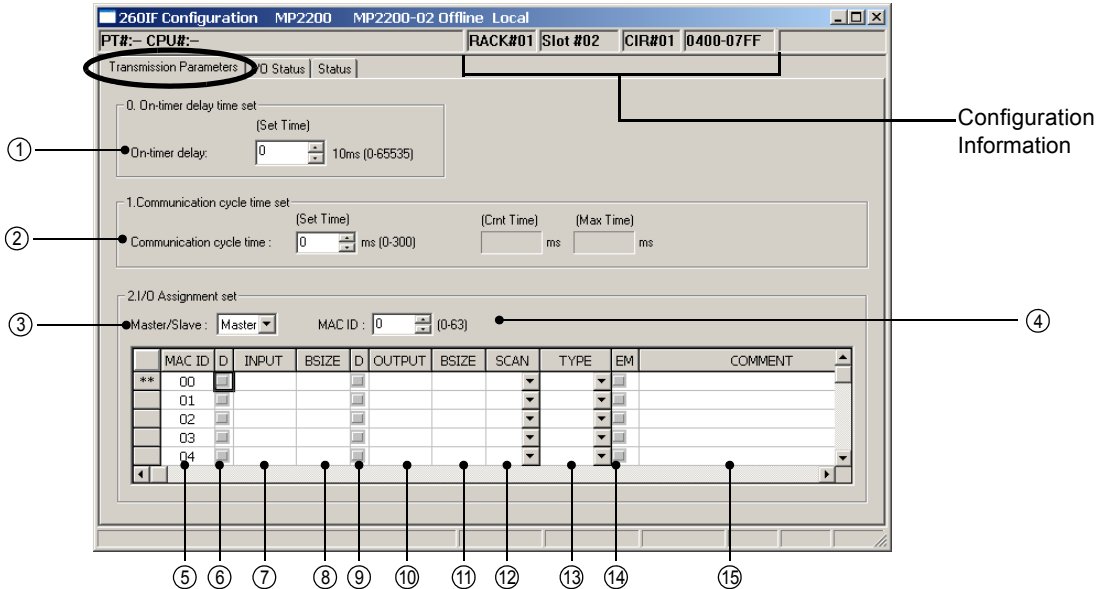 260IF Configuration MP2200 MP2200-02 Offline Local
PT#:– CPU#:– RACK#01 Slot #02 CIR#01 0400-07FF
Transmission Parameters I/O Status Status
Configuration
Information
0. On-timer delay time set
(Set Time)
① On-timer delay: 0 10ms (0-65535)
1.Communication cycle time set
(Set Time) (Crnt Time) (Max Time)
② Communication cycle time : 0 ms (0-300) ms ms
2.I/O Assignment set
③ Master/Slave : Master MAC ID : 0 (0-63) ④
MAC ID D INPUT BSIZE D OUTPUT BSIZE SCAN TYPE EM COMMENT
** 00
01
02
03
04
⑤ ⑥ ⑦ ⑧ ⑨ ⑩ ⑪ ⑫ ⑬ ⑭ ⑮